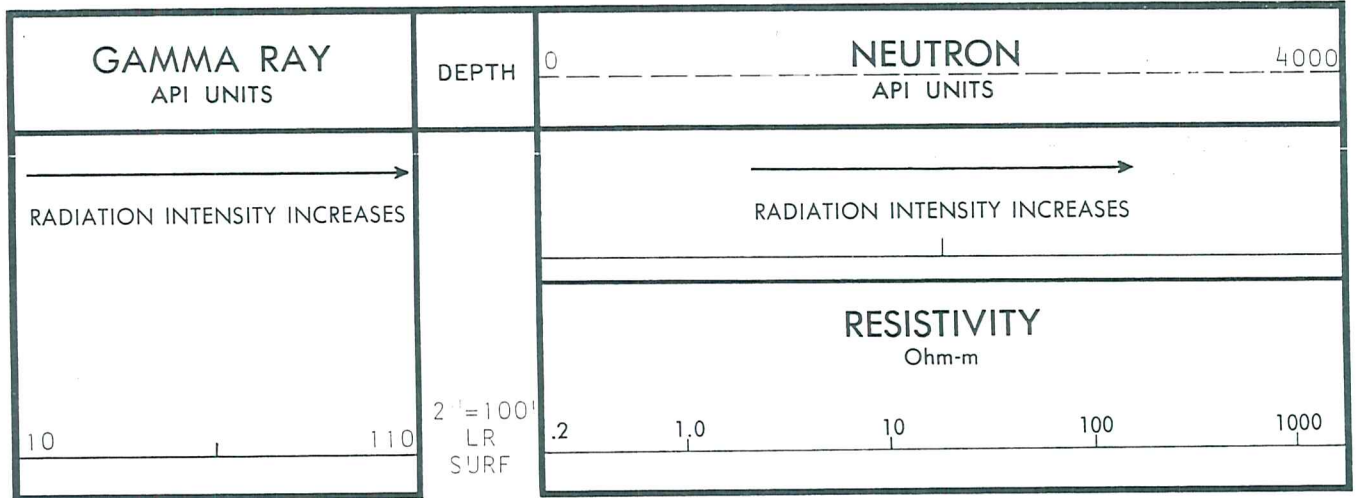 GAMMA RAY
API UNITS
DEPTH
0 NEUTRON 4000
API UNITS
RADIATION INTENSITY INCREASES
RADIATION INTENSITY INCREASES
RESISTIVITY
Ohm-m
10 110
2"=100'
LR
SURF
.2 1.0 10 100 1000